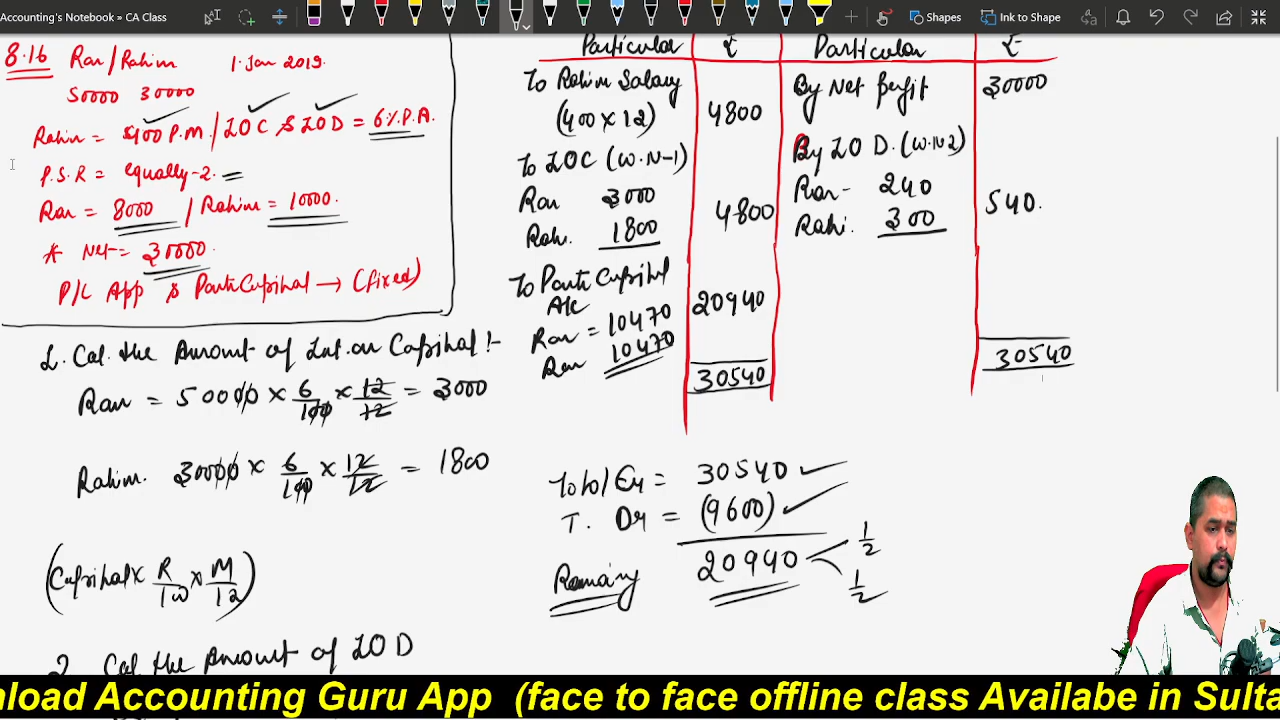 Accounting's Notebook » CA Class
Shapes
Ink to Shape
8.16 Ram/Rahim 1 Jan 2019
50000 30000
Rahim = 400 P.M. / IOC & IOD = 6% P.A.
P.S.R = equally-2.
Ram = 8000 / Rahim = 10000.
* Net = 30000
P/L App & Part. Capital → (fixed)
1. Cal. the Amount of Int. on Capital :-
Ram = 50000 × 6/100 × 12/12 = 3000
Rahim. 30000 × 6/100 × 12/12 = 1800
(Capital × R/100 × M/12)
2. Cal the Amount of IOD
Particular ₹ Particular ₹
To Rahim Salary By Net Profit 30000
(400 × 12) 4800
By IOD. (W.N2)
To IOC (W.N-1)
Ram 3000 Ram- 240
4800 540.
Rahi. 1800 Rahi. 300
To Part. Capital
A/c 20940
Ram = 10470
Ram 10470
30540 30540
Total Cr = 30540
T. Dr = (9600)
Remaing 20940 1/2
1/2
nload Accounting Guru App (face to face offline class Availabe in Sulta